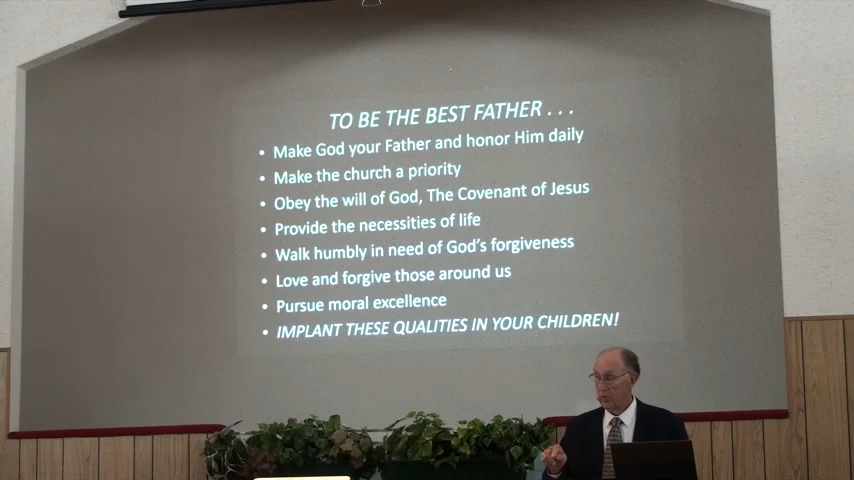 TO BE THE BEST FATHER . . .
• Make God your Father and honor Him daily
• Make the church a priority
• Obey the will of God, The Covenant of Jesus
• Provide the necessities of life
• Walk humbly in need of God's forgiveness
• Love and forgive those around us
• Pursue moral excellence
• IMPLANT THESE QUALITIES IN YOUR CHILDREN!